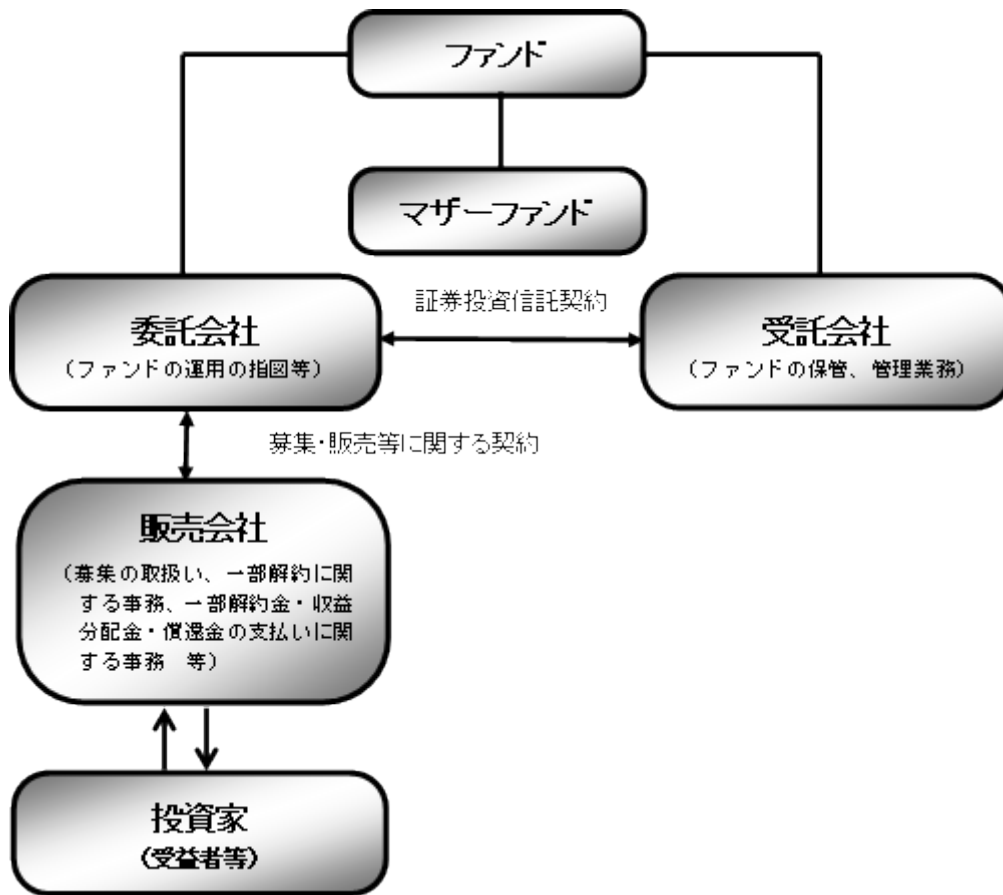 ファンド
マザーファンド
証券投資信託契約
委託会社
（ファンドの運用の指図等）
受託会社
（ファンドの保管、管理業務）
募集・販売等に関する契約
販売会社
（募集の取扱い、一部解約に関
する事務、一部解約金・収益
分配金・償還金の支払いに関
する事務　等）
投資家
（受益者等）